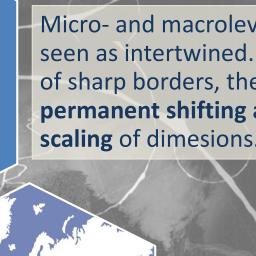 Micro- and macrolev
seen as intertwined.
of sharp borders, the
permanent shifting a
scaling of dimesions.